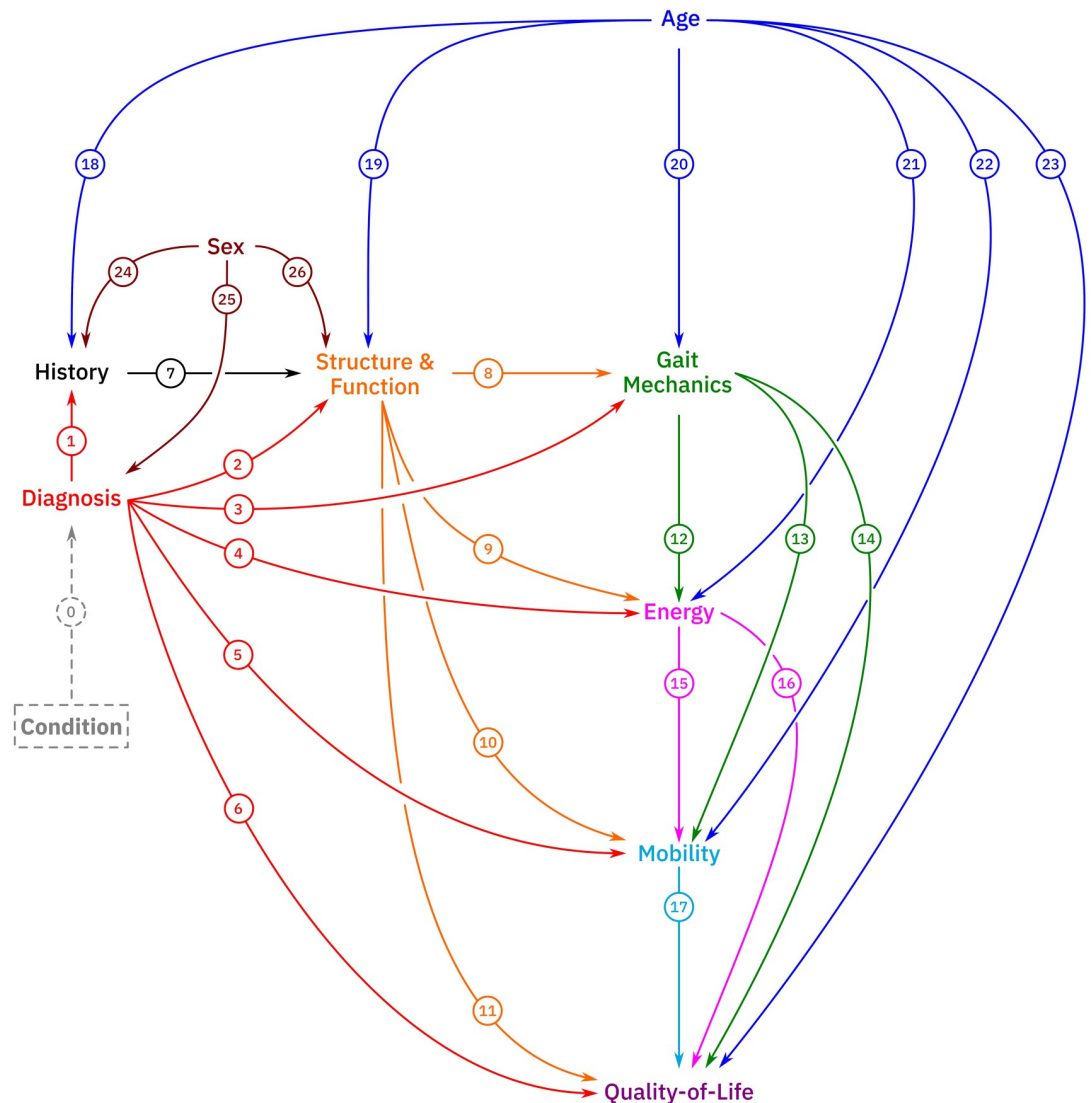 Age
18
19
20
21
22
23
Sex
24
26
25
History
7
Structure &
Function
8
Gait
Mechanics
1
2
Diagnosis
3
4
9
12
13
14
0
Energy
5
15
16
Condition
10
6
Mobility
17
11
Quality-of-Life